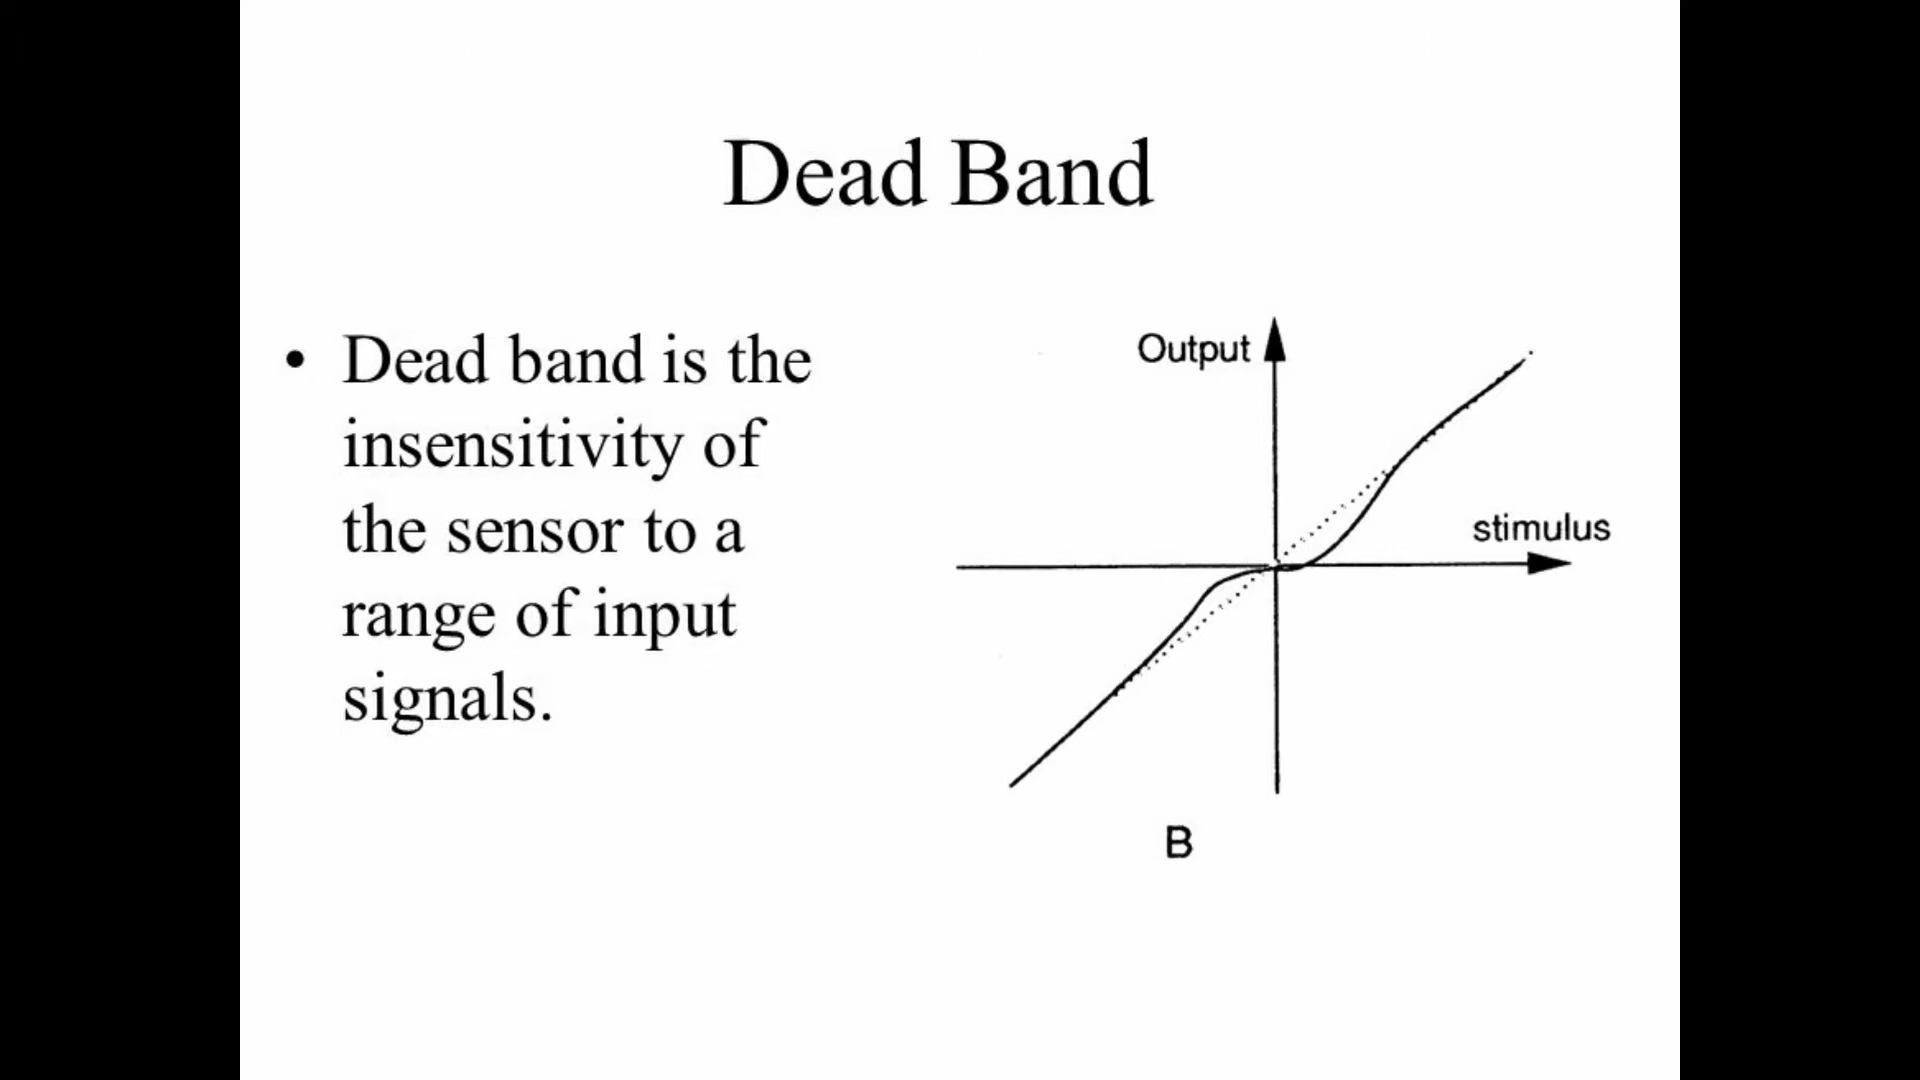 Dead Band
• Dead band is the
insensitivity of
the sensor to a
range of input
signals.
Output
stimulus
B